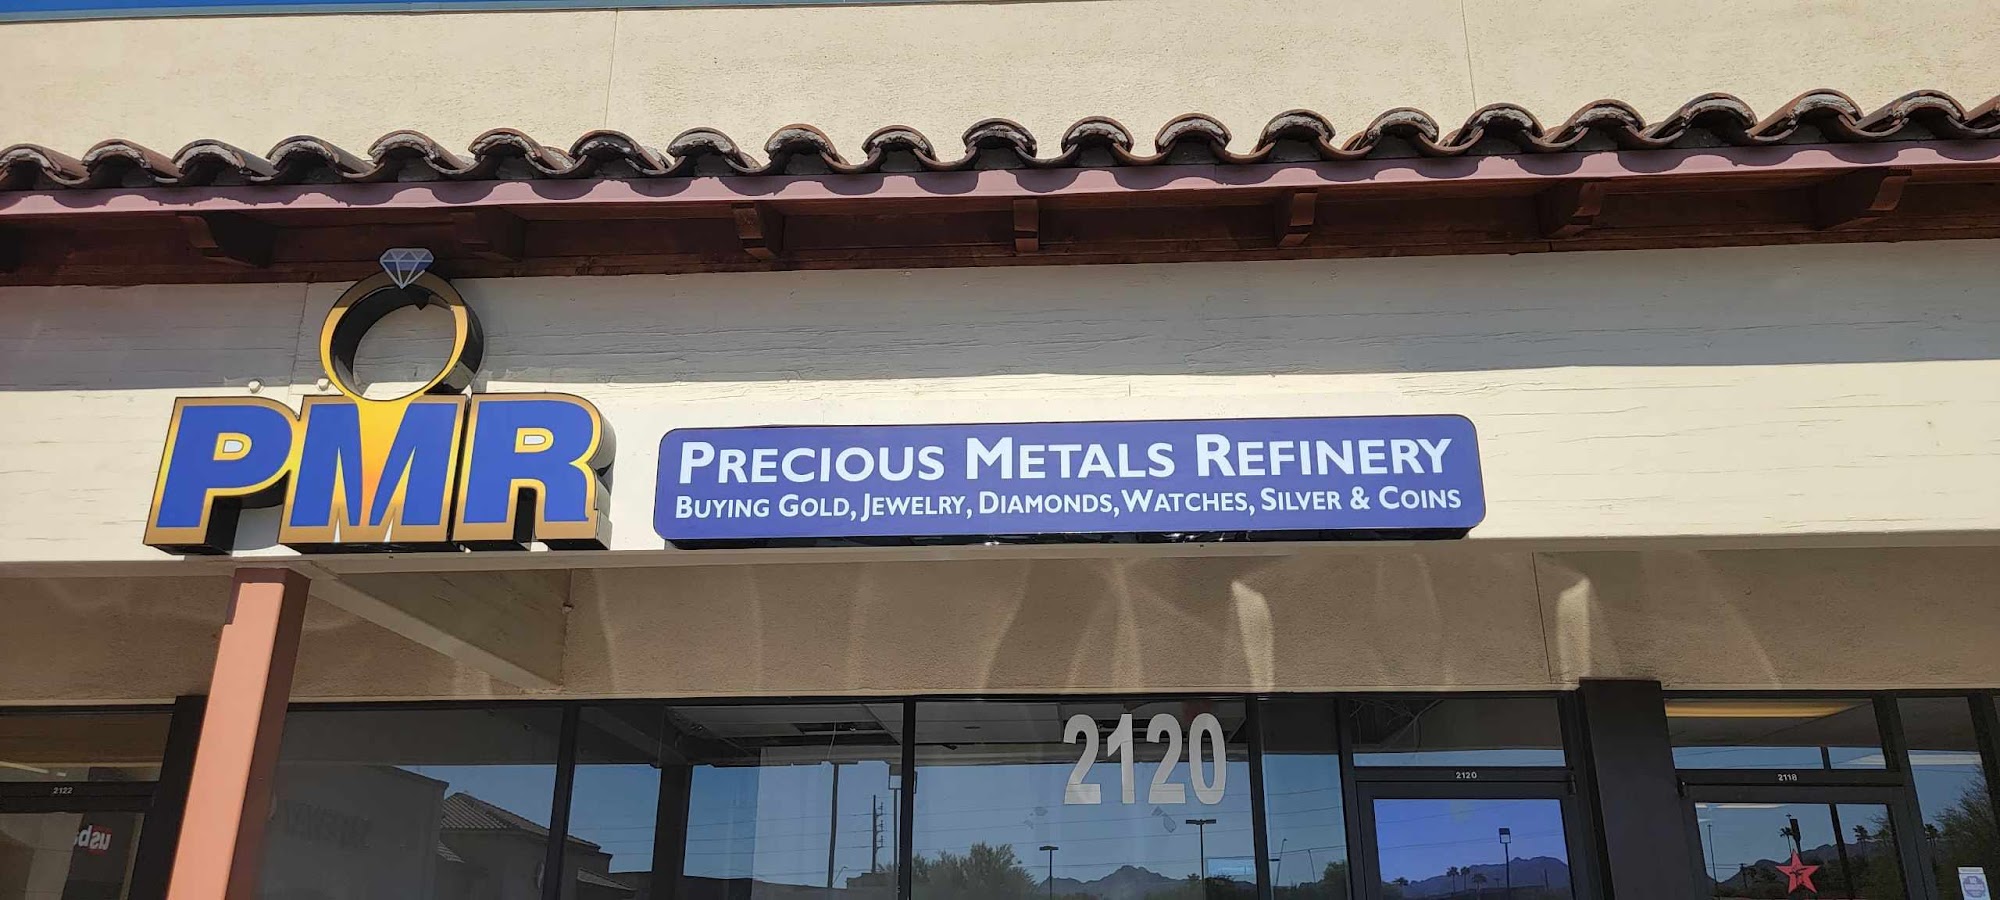 PMR
PRECIOUS METALS REFINERY
BUYING GOLD, JEWELRY, DIAMONDS, WATCHES, SILVER & COINS
2120
2122
2120
2118